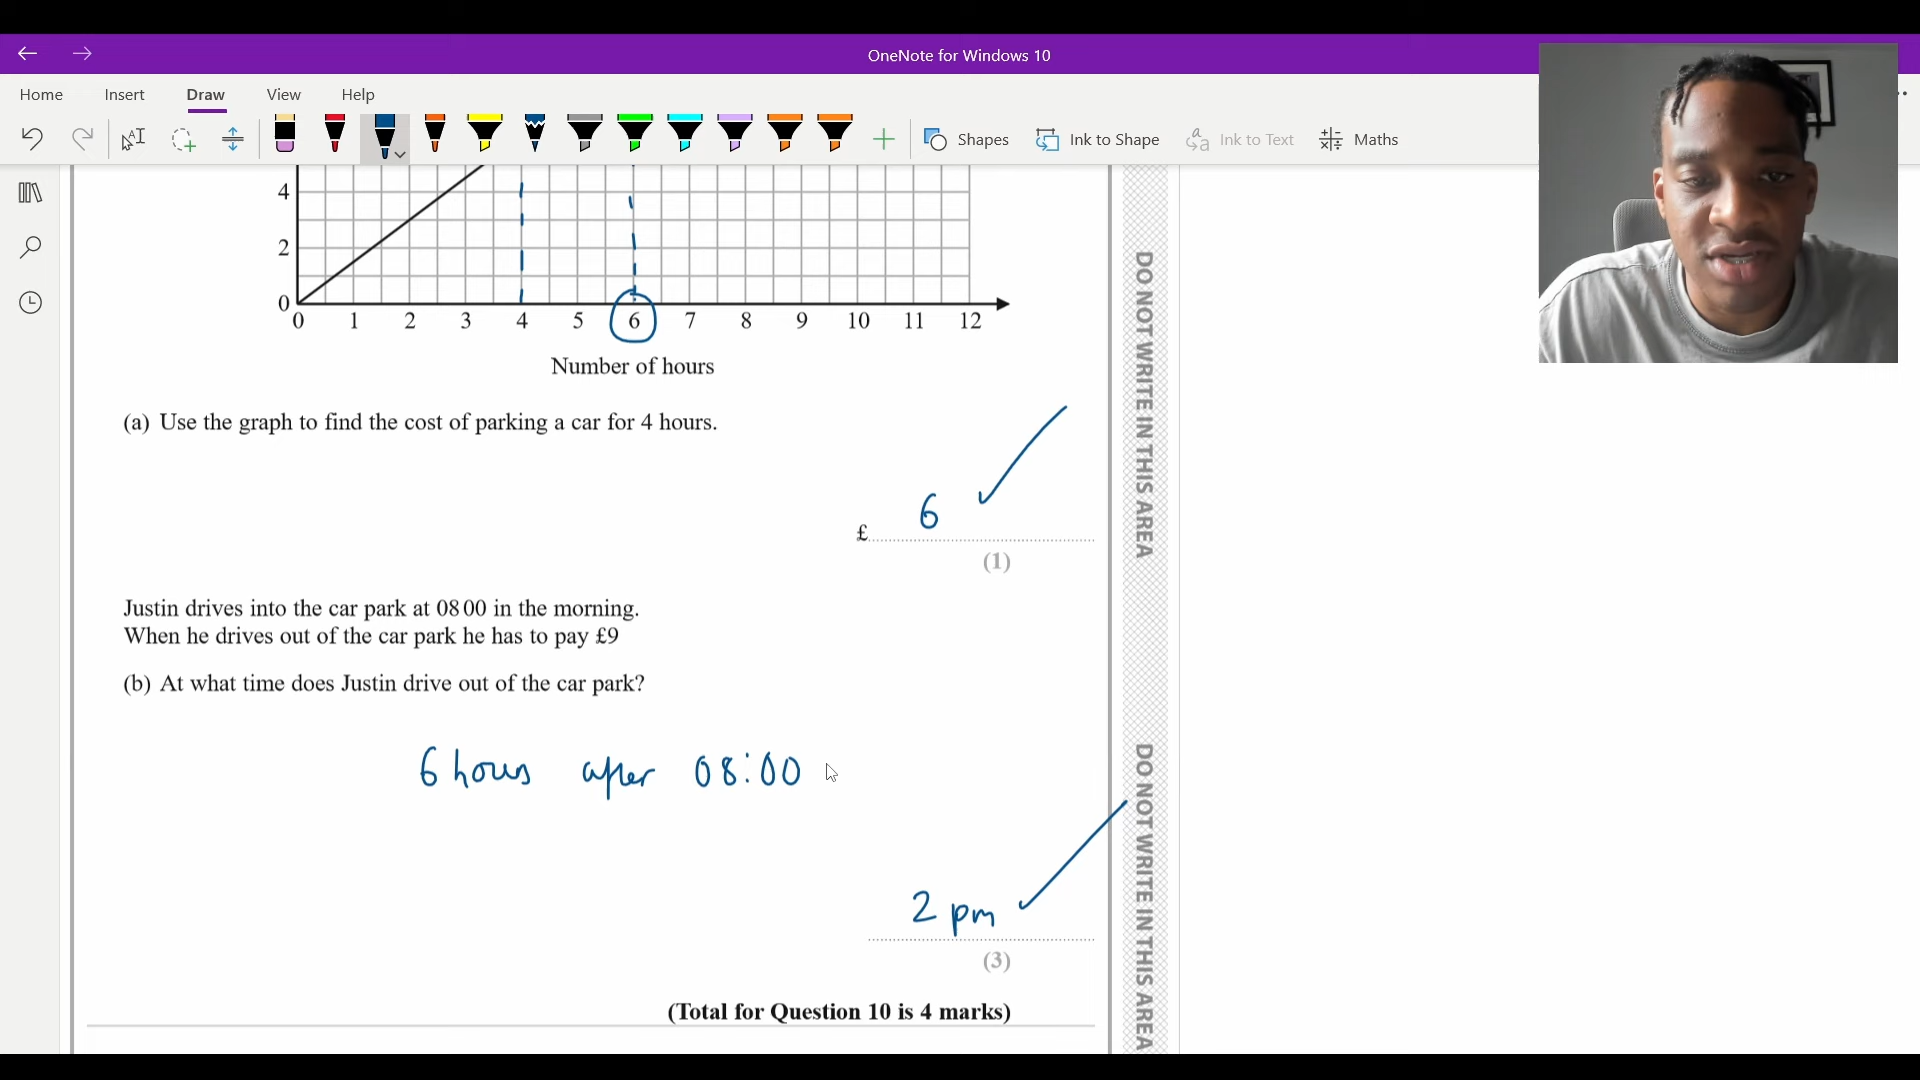 OneNote for Windows 10
Home Insert Draw View Help
Shapes Ink to Shape Ink to Text Maths
4
2
0
0 1 2 3 4 5 6 7 8 9 10 11 12
Number of hours
(a) Use the graph to find the cost of parking a car for 4 hours.
£ 6
(1)
Justin drives into the car park at 08 00 in the morning.
When he drives out of the car park he has to pay £9
(b) At what time does Justin drive out of the car park?
6 hours after 08:00
2 pm
(3)
(Total for Question 10 is 4 marks)
DO NOT WRITE IN THIS AREA
DO NOT WRITE IN THIS AREA